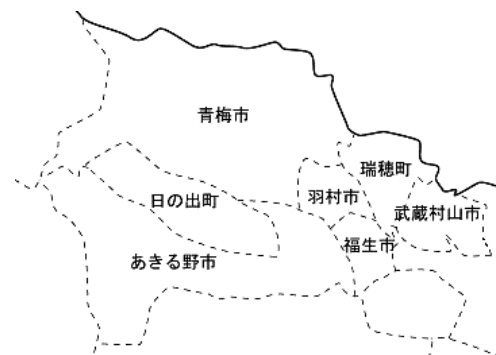 青梅市
瑞穂町
羽村市
日の出町
武蔵村山市
福生市
あきる野市